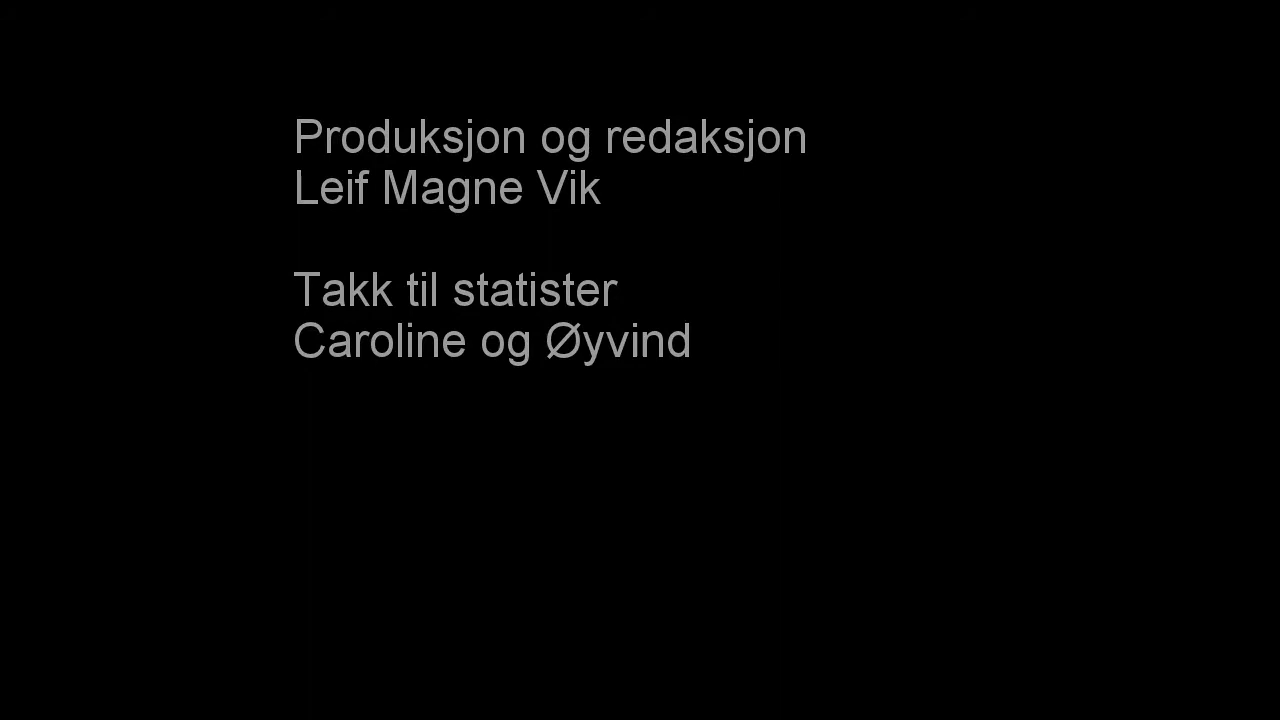 Produksjon og redaksjon
Leif Magne Vik
Takk til statister
Caroline og Øyvind